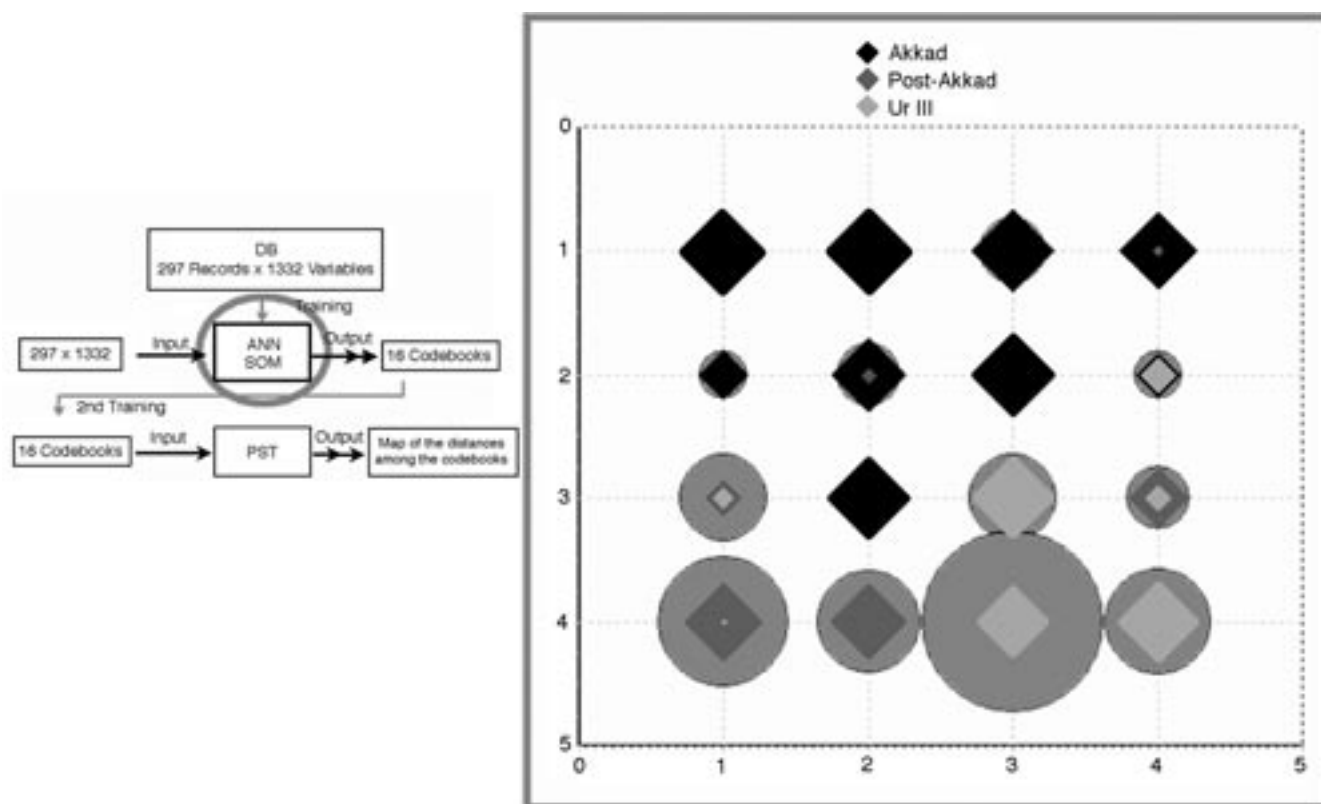 DB
297 Records x 1332 Variables
Training
297 x 1332
Input
ANN
SOM
Output
16 Codebooks
2nd Training
16 Codebooks
Input
PST
Output
Map of the distances
among the codebooks
Akkad
Post-Akkad
Ur III
0
1
2
3
4
5
0
1
2
3
4
5